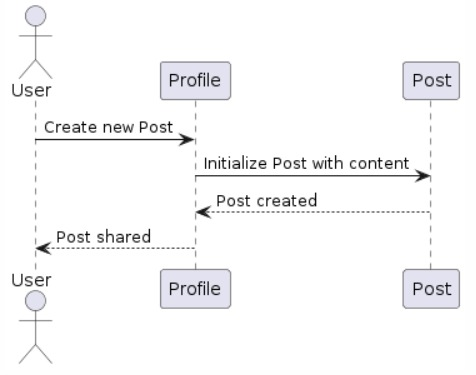 User
Profile
Post
Create new Post
Initialize Post with content
Post created
Post shared
User
Profile
Post